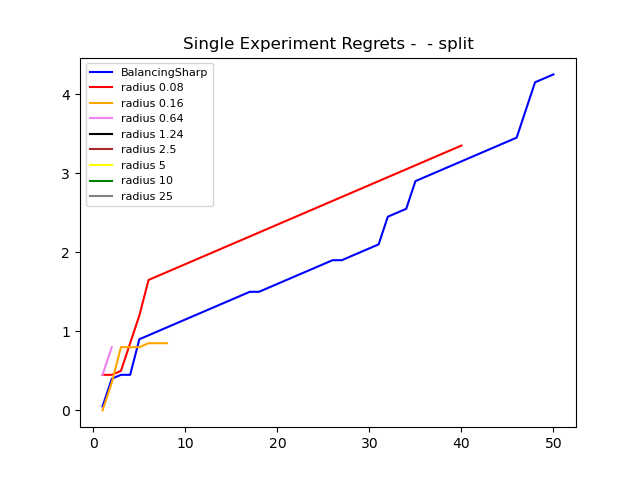 Single Experiment Regrets -  - split
BalancingSharp
radius 0.08
radius 0.16
radius 0.64
radius 1.24
radius 2.5
radius 5
radius 10
radius 25
4
3
2
1
0
0 10 20 30 40 50